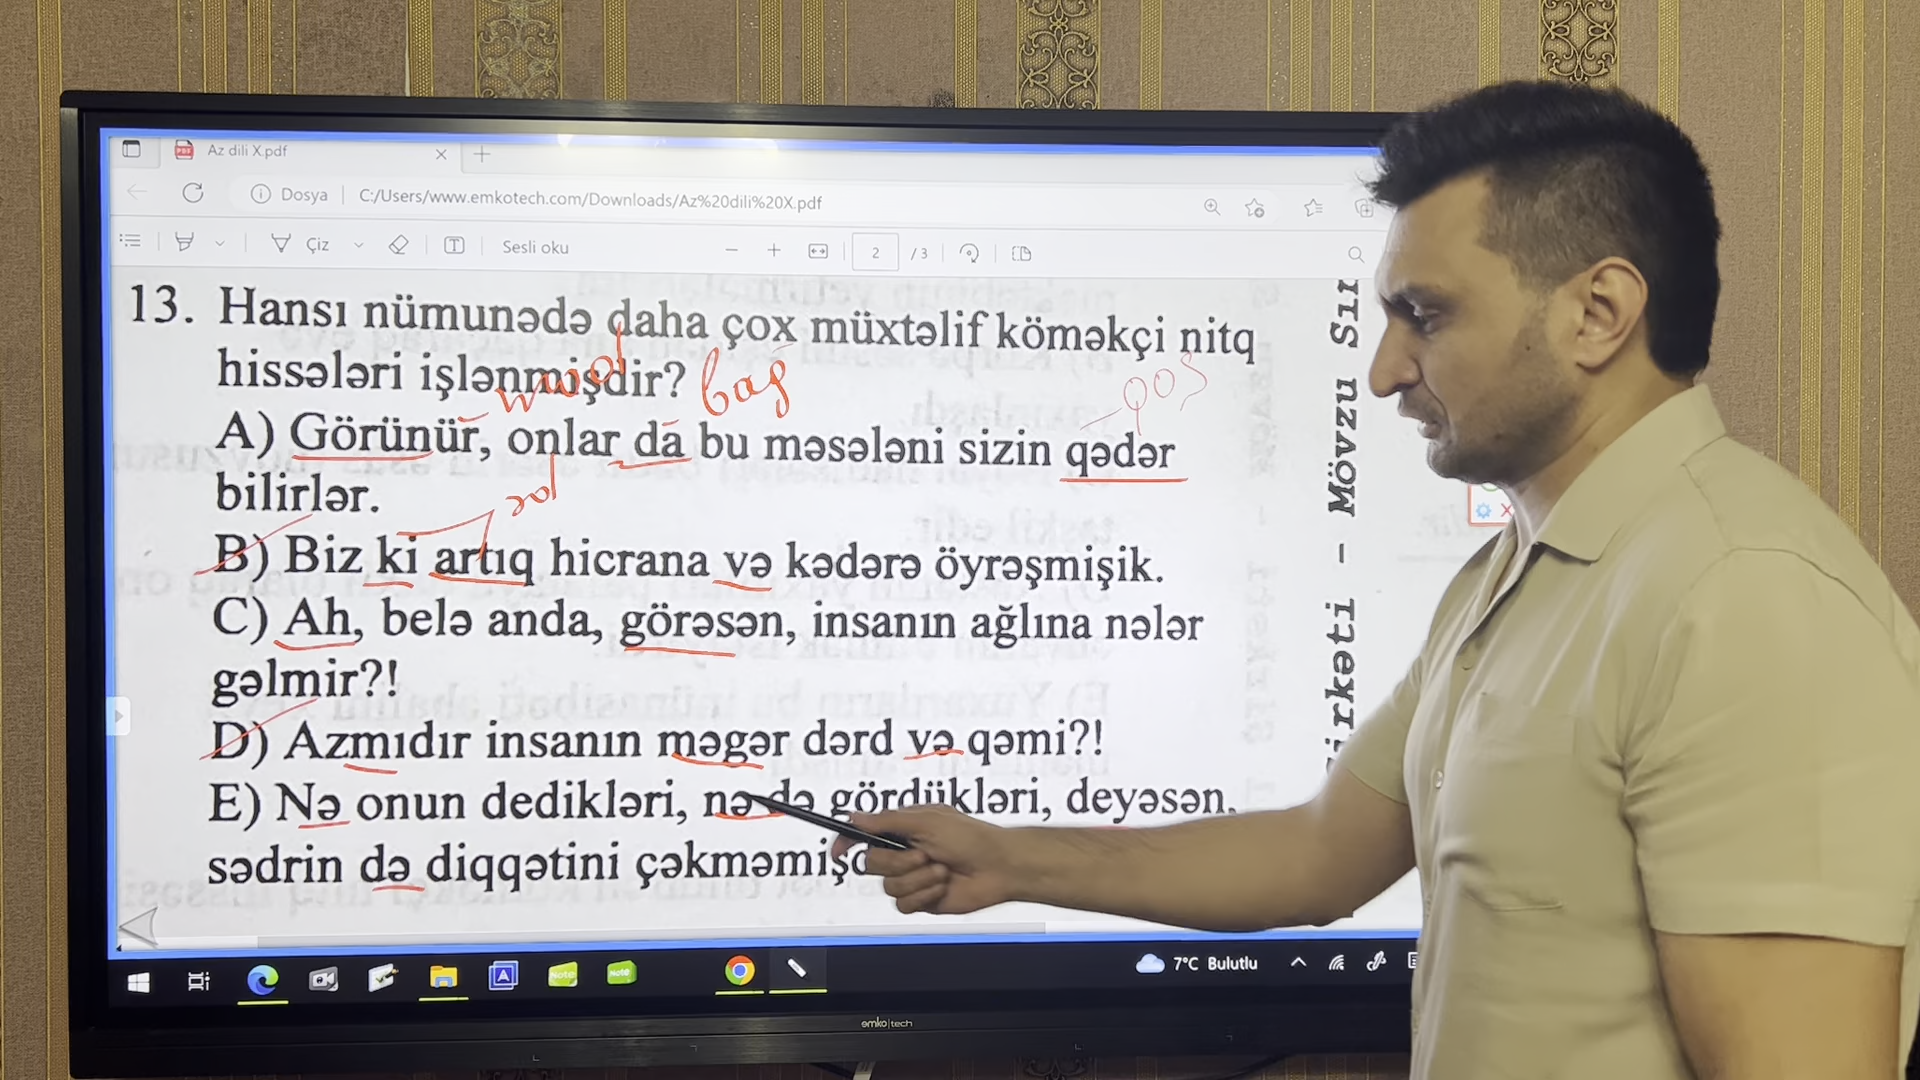 Az dili X.pdf
Dosya
C:/Users/www.emkotech.com/Downloads/Az%20dili%20X.pdf
Çiz
Sesli oku
2 /3
13. Hansı nümunədə daha çox müxtəlif köməkçi nitq
hissələri işlənmişdir?
bağ
qoş
A) Görünür, onlar da bu məsələni sizin qədər
bilirlər.
B) Biz ki artıq hicrana və kədərə öyrəşmişik.
C) Ah, belə anda, görəsən, insanın ağlına nələr
gəlmir?!
D) Azmıdır insanın məgər dərd və qəmi?!
E) Nə onun dedikləri, nə də gördükləri, deyəsən,
sədrin də diqqətini
irkəti – Mövzu Sın
7°C Bulutlu
emko|tech